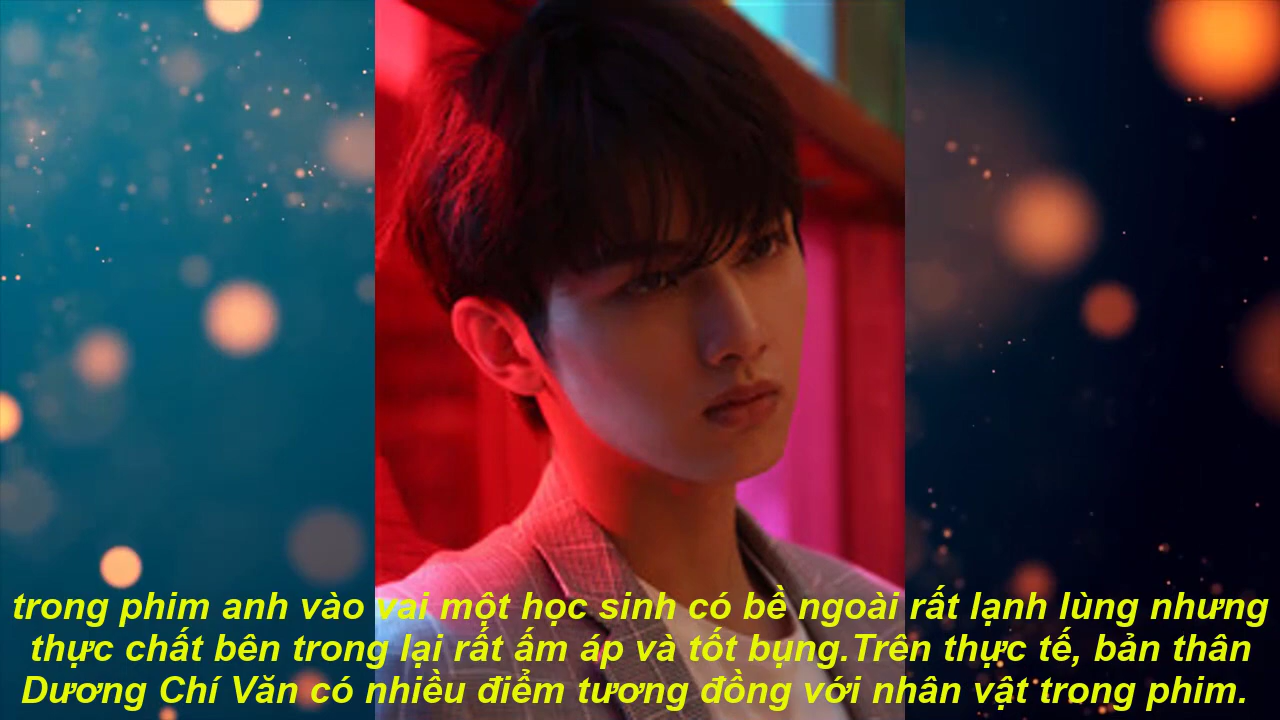 trong phim anh vào vai một học sinh có bề ngoài rất lạnh lùng nhưng
thực chất bên trong lại rất ấm áp và tốt bụng.Trên thực tế, bản thân
Dương Chí Văn có nhiều điểm tương đồng với nhân vật trong phim.